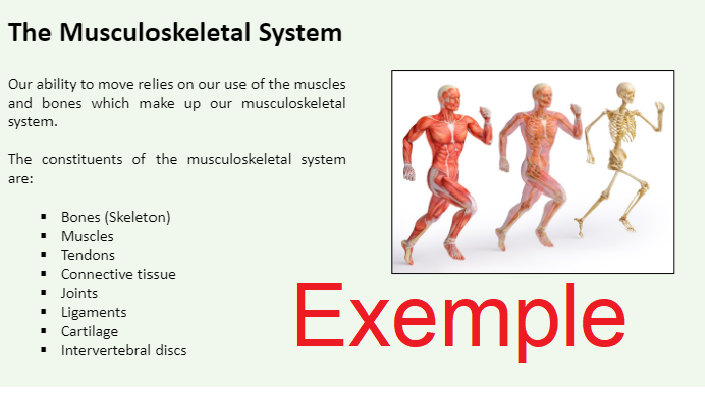 The Musculoskeletal System
Our ability to move relies on our use of the muscles
and bones which make up our musculoskeletal
system.
The constituents of the musculoskeletal system
are:
▪ Bones (Skeleton)
▪ Muscles
▪ Tendons
▪ Connective tissue
▪ Joints
▪ Ligaments
▪ Cartilage
▪ Intervertebral discs
Exemple